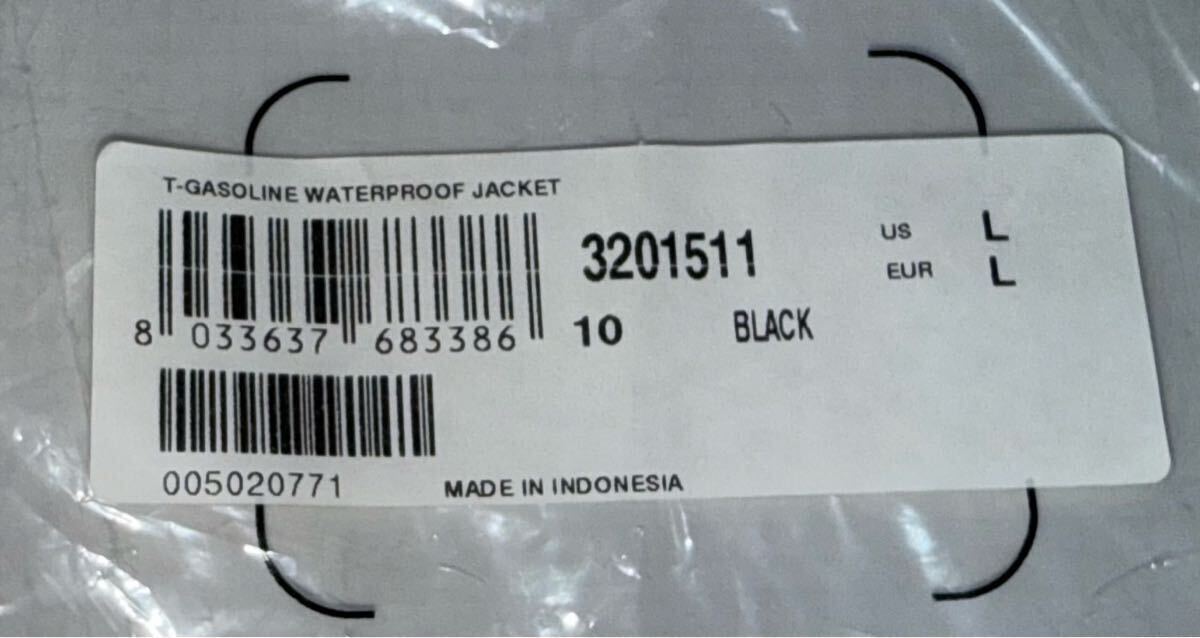 T-GASOLINE WATERPROOF JACKET
3201511
US L
EUR L
8 033637 683386
10 BLACK
005020771
MADE IN INDONESIA